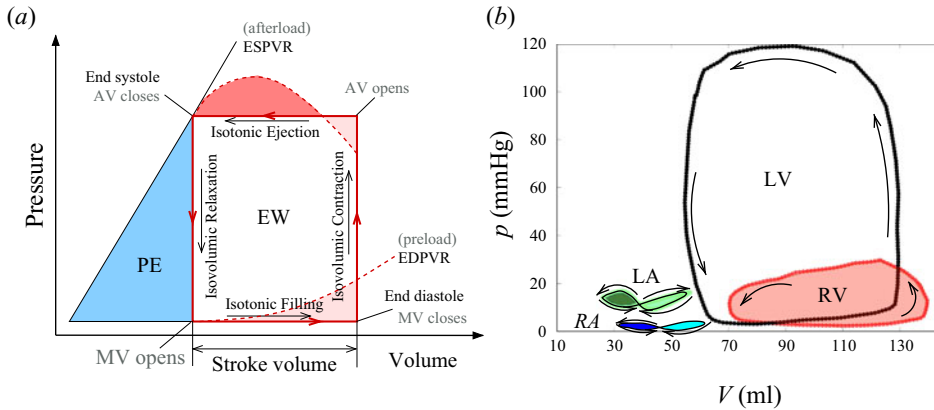 (a)
(afterload)
ESPVR
End systole
AV closes
AV opens
Isotonic Ejection
Pressure
Isovolumic Relaxation
EW
Isovolumic Contraction
PE
(preload)
EDPVR
Isotonic Filling
End diastole
MV closes
MV opens
Stroke volume
Volume
(b)
120
100
80
60
40
20
0
p (mmHg)
LV
LA
RV
RA
10
30
50
70
90
110
130
V (ml)